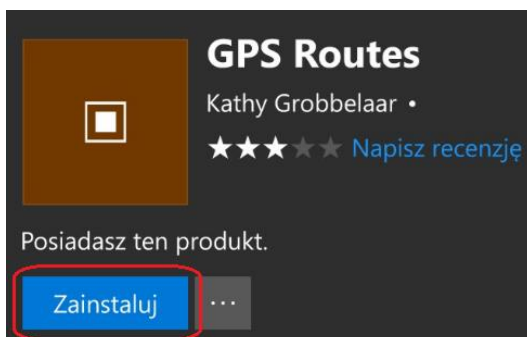 GPS Routes
Kathy Grobbelaar •
Napisz recenzję
Posiadasz ten produkt.
Zainstaluj ...